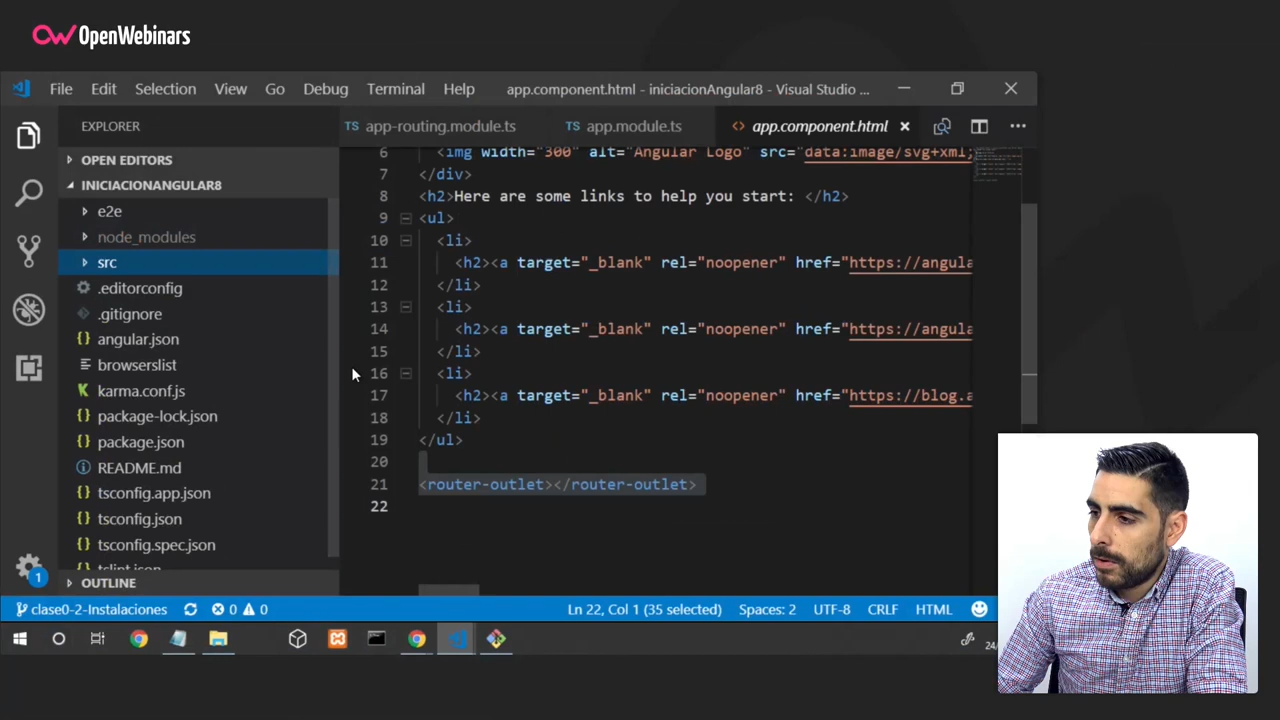 OpenWebinars
File Edit Selection View Go Debug Terminal Help app.component.html - iniciacionAngular8 - Visual Studio ...
EXPLORER
OPEN EDITORS
INICIACIONANGULAR8
e2e
node_modules
src
.editorconfig
.gitignore
angular.json
browserslist
karma.conf.js
package-lock.json
package.json
README.md
tsconfig.app.json
tsconfig.json
tsconfig.spec.json
tslint.json
OUTLINE
TS app-routing.module.ts TS app.module.ts <> app.component.html
6 <img width="300" alt="Angular Logo" src="data:image/svg+xml;
7 </div>
8 <h2>Here are some links to help you start: </h2>
9 <ul>
10 <li>
11 <h2><a target="_blank" rel="noopener" href="https://angula
12 </li>
13 <li>
14 <h2><a target="_blank" rel="noopener" href="https://angula
15 </li>
16 <li>
17 <h2><a target="_blank" rel="noopener" href="https://blog.a
18 </li>
19 </ul>
20
21 <router-outlet></router-outlet>
22
1
clase0-2-Instalaciones 0 0 Ln 22, Col 1 (35 selected) Spaces: 2 UTF-8 CRLF HTML
24/